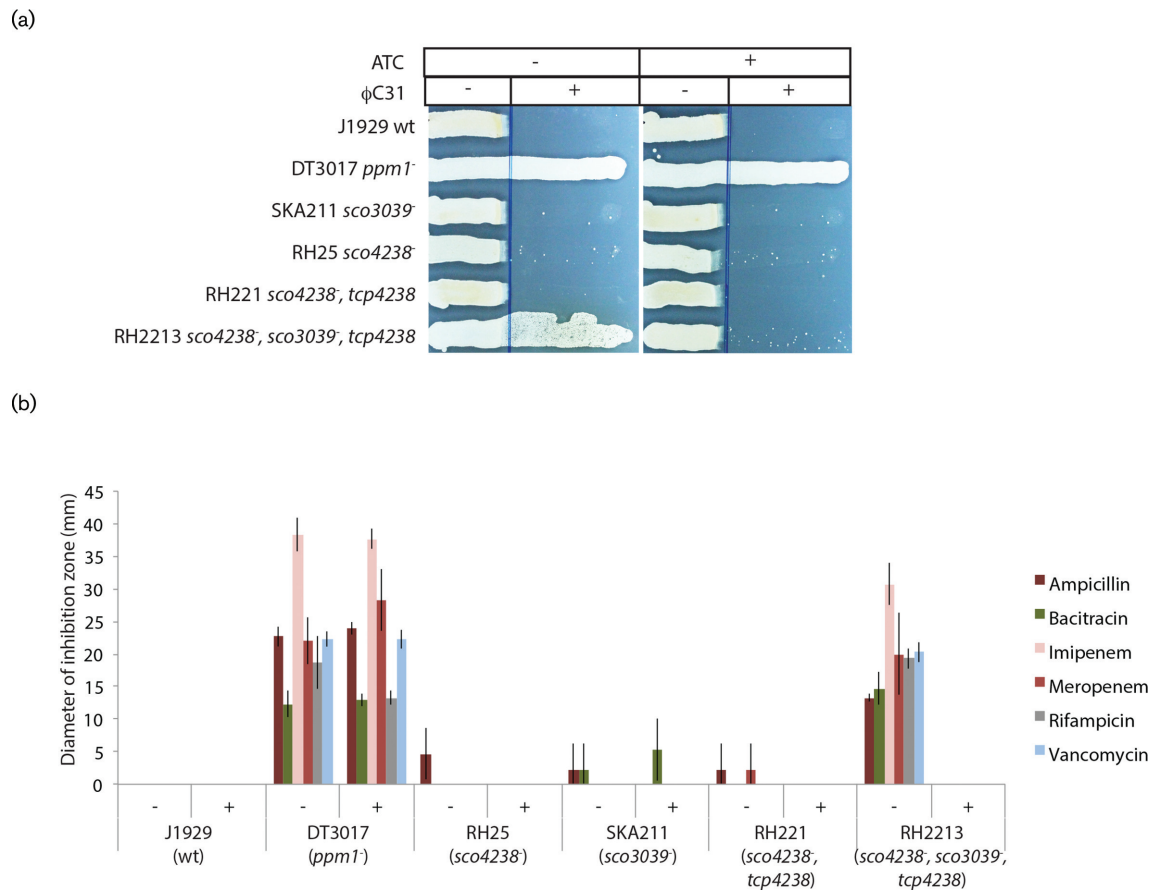 (a)
ATC - +
ϕC31 - + - +
J1929 wt
DT3017 ppm1-
SKA211 sco3039-
RH25 sco4238-
RH221 sco4238-, tcp4238
RH2213 sco4238-, sco3039-, tcp4238
(b)
Diameter of inhibition zone (mm)
45
40
35
30
25
20
15
10
5
0
Ampicillin
Bacitracin
Imipenem
Meropenem
Rifampicin
Vancomycin
- + - + - + - + - + - +
J1929 DT3017 RH25 SKA211 RH221 RH2213
(wt) (ppm1-) (sco4238-) (sco3039-) (sco4238-, (sco4238-, sco3039-,
tcp4238) tcp4238)